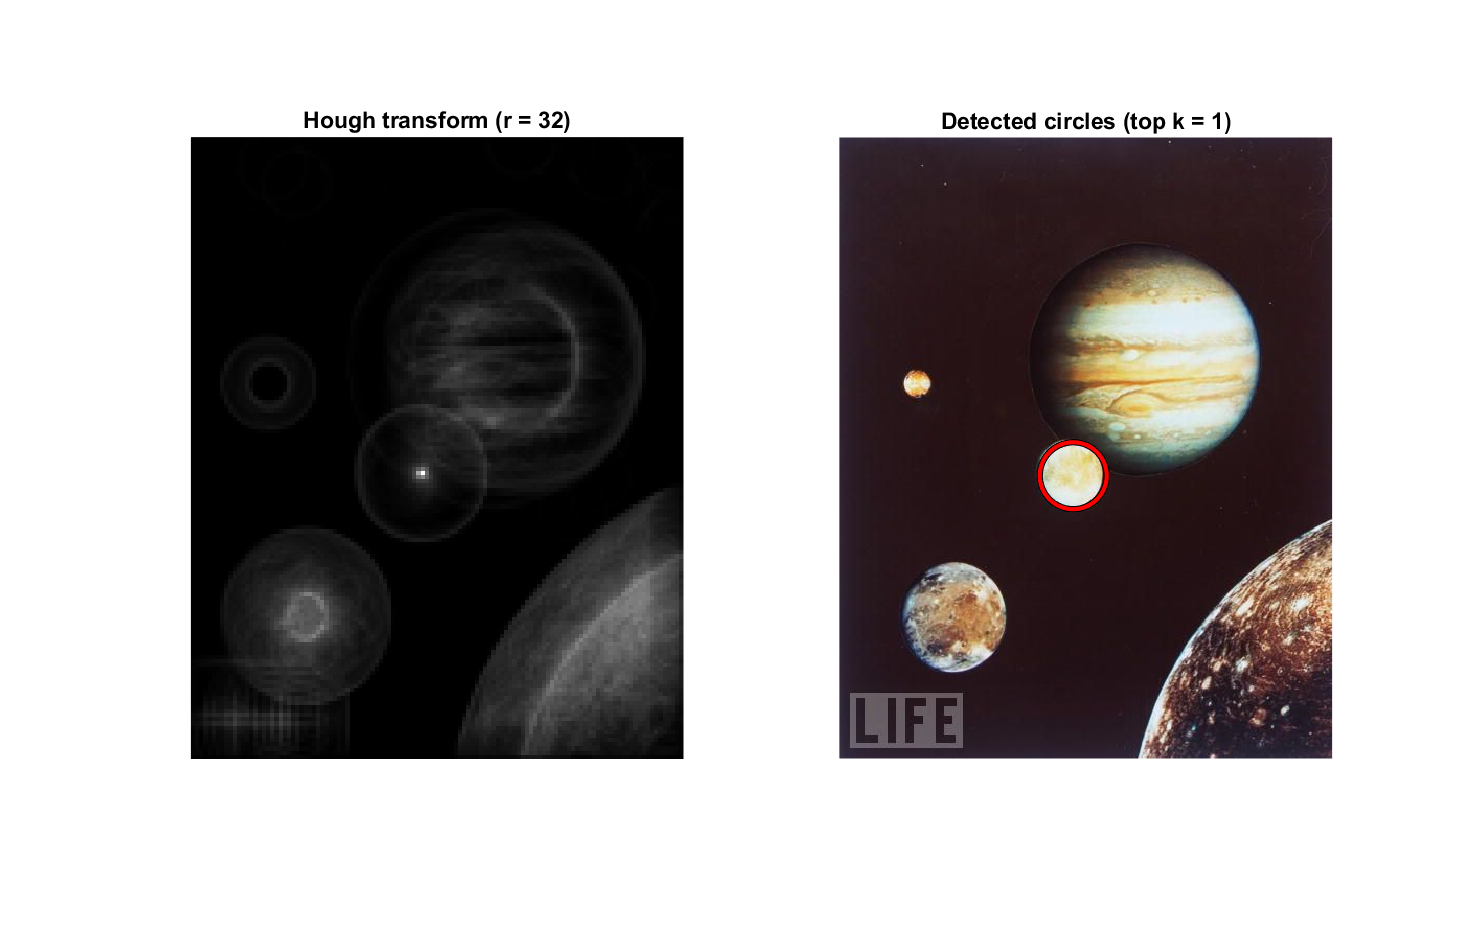 Hough transform (r = 32)
Detected circles (top k = 1)
LIFE